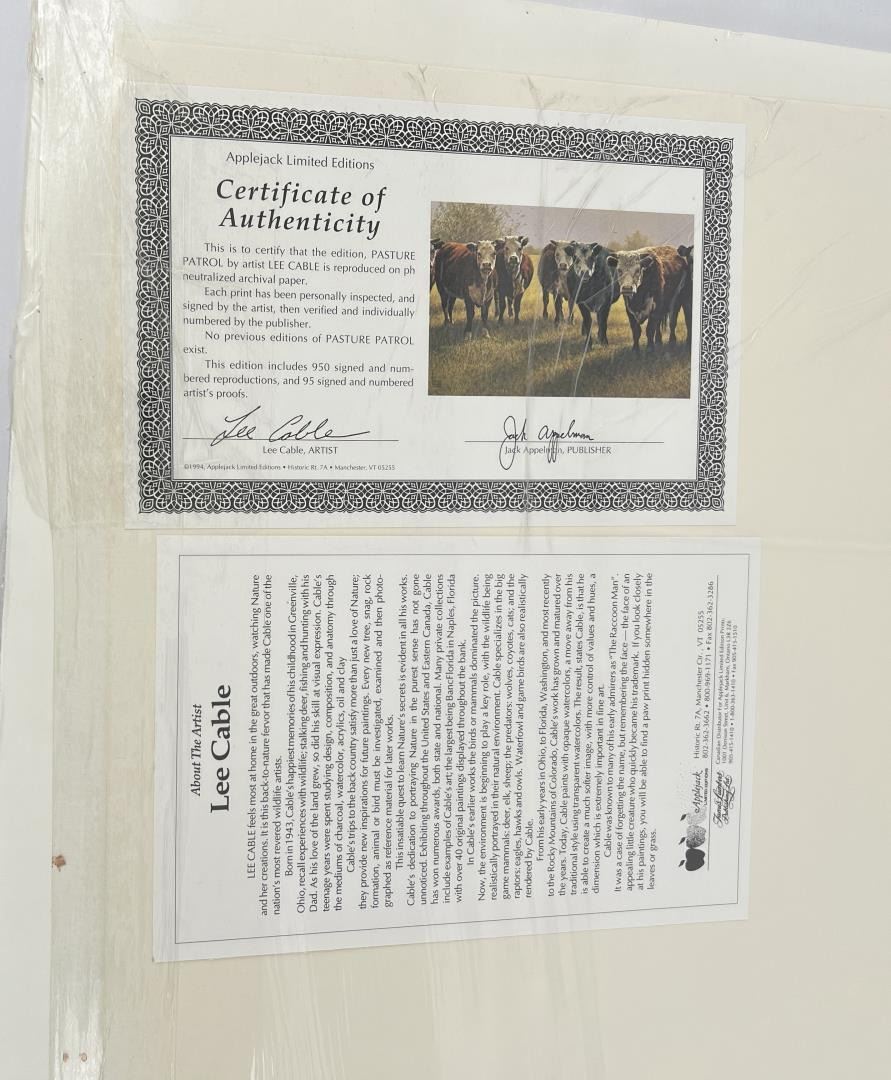 Applejack Limited Editions
Certificate of
Authenticity
This is to certify that the edition, PASTURE
PATROL by artist LEE CABLE is reproduced on ph
neutralized archival paper.
Each print has been personally inspected, and
signed by the artist, then verified and individually
numbered by the publisher.
No previous editions of PASTURE PATROL
exist.
This edition includes 950 signed and num-
bered reproductions, and 95 signed and numbered
artist's proofs.
Lee Cable
Lee Cable, ARTIST
Jack Appelman
Jack Appelman, PUBLISHER
©1994, Applejack Limited Editions • Historic Rt. 7A • Manchester, VT 05255
About The Artist
Lee Cable
LEE CABLE feels most at home in the great outdoors, watching Nature
and her creations. It is this back-to-nature fervor that has made Cable one of the
nation's most revered wildlife artists.
Born in 1943, Cable's happiest memories of his childhood in Greenville,
Ohio, recall experiences with wildlife; stalking deer, fishing and hunting with his
Dad. As his love of the land grew, so did his skill at visual expression. Cable's
teenage years were spent studying design, composition, and anatomy through
the mediums of charcoal, watercolor, acrylics, oil and clay
Cable's trips to the back country satisfy more than just a love of Nature;
they provide new inspirations for future paintings. Every new tree, snag, rock
formation, animal or bird must be investigated, examined and then photo-
graphed as reference material for later works.
This insatiable quest to learn Nature's secrets is evident in all his works.
Cable's dedication to portraying Nature in the purest sense has not gone
unnoticed. Exhibiting throughout the United States and Eastern Canada, Cable
has won numerous awards, both state and national. Many private collections
include examples of Cable's art; the largest being BancFlorida in Naples, Florida
with over 40 original paintings displayed throughout the bank.
In Cable's earlier works the birds or mammals dominated the picture.
Now, the environment is beginning to play a key role, with the wildlife being
realistically portrayed in their natural environment. Cable specializes in the big
game mammals: deer, elk, sheep; the predators: wolves, coyotes, cats; and the
raptors: eagles, hawks and owls. Waterfowl and game birds are also realistically
rendered by Cable.
From his early years in Ohio, to Florida, Washington, and most recently
to the Rocky Mountains of Colorado, Cable's work has grown and matured over
the years. Today, Cable paints with opaque watercolors, a move away from his
traditional style using transparent watercolors. The result, states Cable, is that he
is able to create a much softer image, with more control of values and hues, a
dimension which is extremely important in fine art.
Cable was known to many of his early admirers as "The Raccoon Man".
It was a case of forgetting the name, but remembering the face — the face of an
appealing little creature who quickly became his trademark. If you look closely
at his paintings, you will be able to find a paw print hidden somewhere in the
leaves or grass.
Applejack
LIMITED EDITIONS
Historic Rt. 7A, Manchester Ctr., VT 05255
802-362-3662 • 800-969-1171 • Fax 802-362-3286
Canadian Distributor For Applejack Limited Edition Prints: